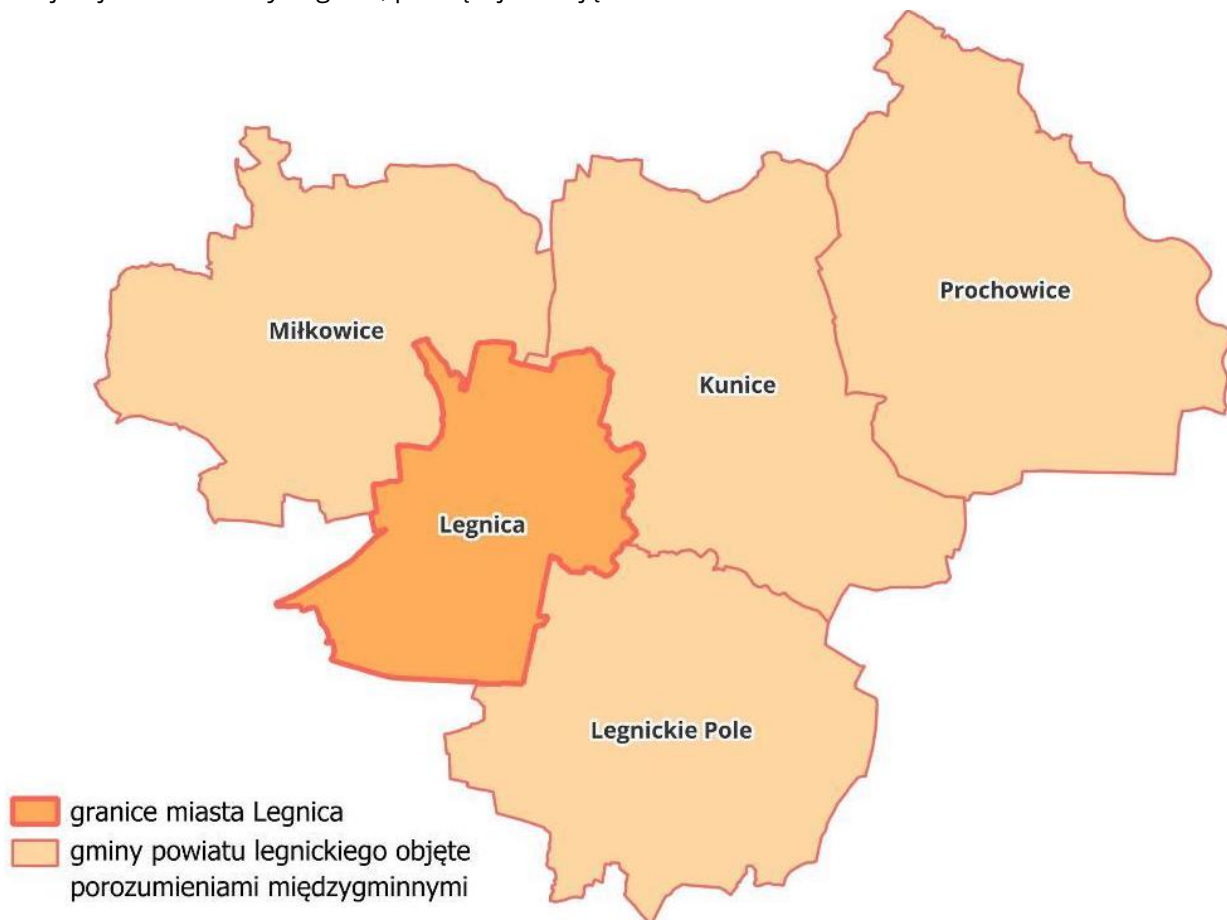 Prochowice
Miłkowice
Kunice
Legnica
Legnickie Pole
granice miasta Legnica
gminy powiatu legnickiego objęte
porozumieniami międzygminnymi